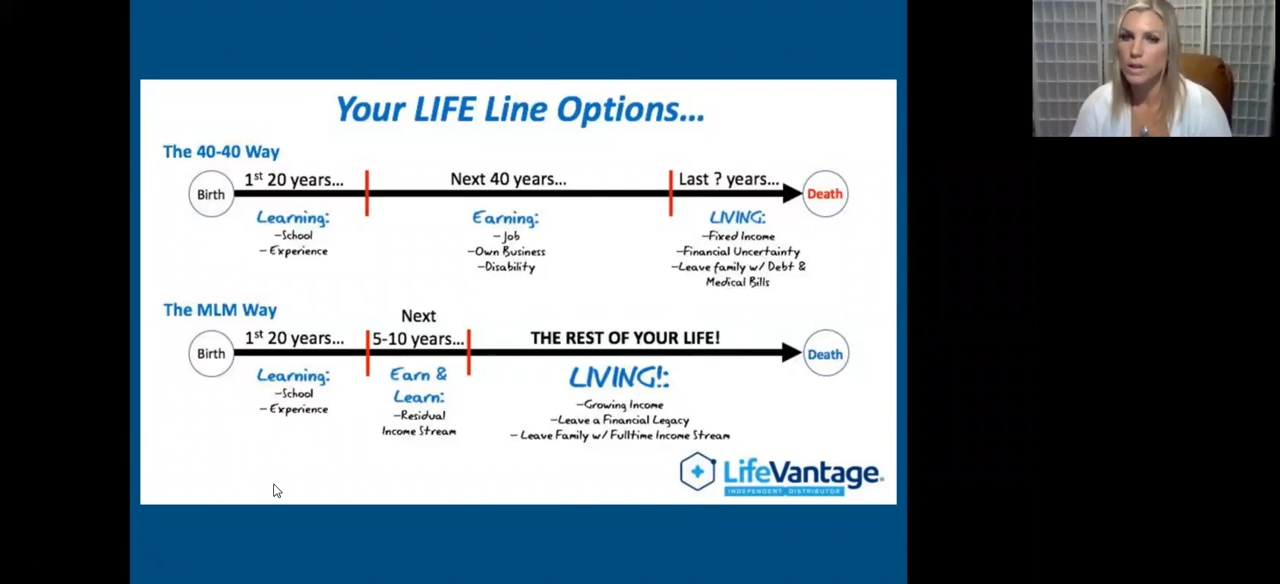 Your LIFE Line Options...
The 40-40 Way
1st 20 years...
Next 40 years...
Last ? years...
Birth
Death
Learning:
-School
-Experience
Earning:
-Job
-Own Business
-Disability
LIVING:
-Fixed Income
-Financial Uncertainty
-Leave family w/ Debt &
Medical Bills
The MLM Way
1st 20 years...
Next
5-10 years...
THE REST OF YOUR LIFE!
Birth
Death
Learning:
-School
-Experience
Earn &
Learn:
-Residual
Income Stream
LIVING!:
-Growing Income
-Leave a Financial Legacy
- Leave Family w/ Fulltime Income Stream
LifeVantage.
INDEPENDENT DISTRIBUTOR